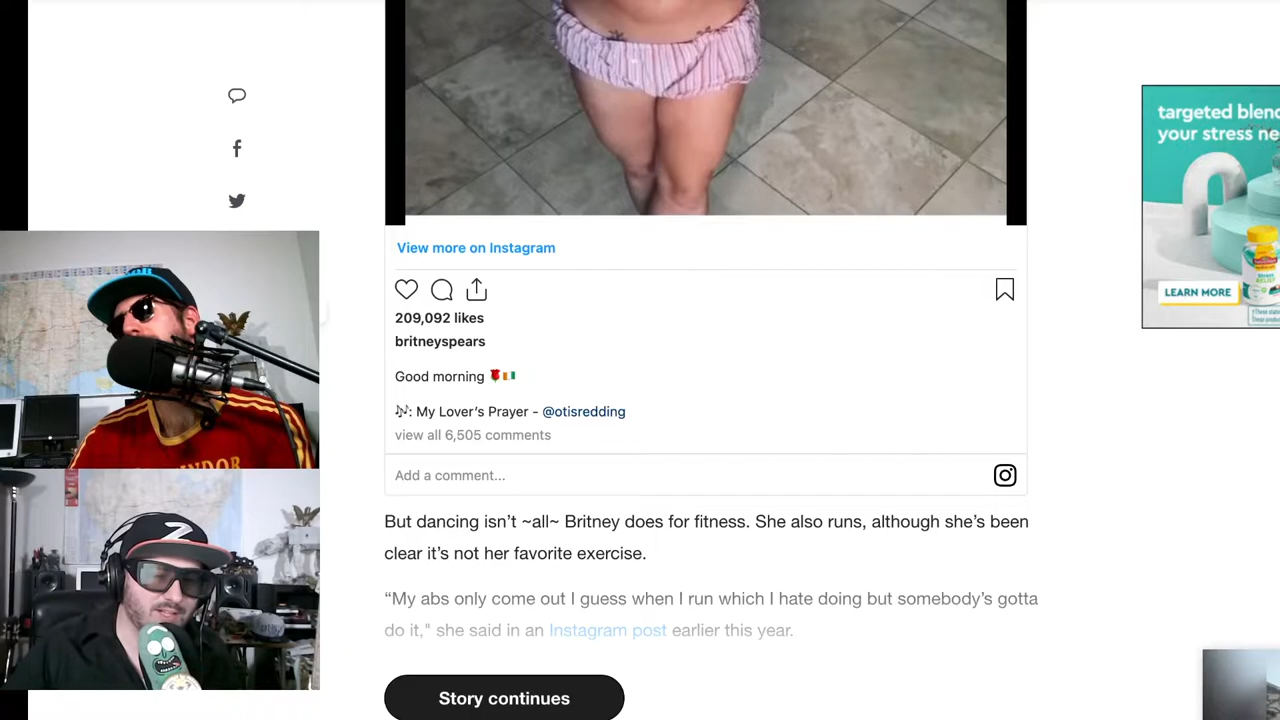 targeted blen
your stress ne
LEARN MORE
View more on Instagram
209,092 likes
britneyspears
Good morning 🌹🇮🇪
🎶: My Lover’s Prayer - @otisredding
view all 6,505 comments
Add a comment...
But dancing isn’t ~all~ Britney does for fitness. She also runs, although she’s been
clear it’s not her favorite exercise.
“My abs only come out I guess when I run which I hate doing but somebody’s gotta
do it," she said in an Instagram post earlier this year.
Story continues
NDOR
Z